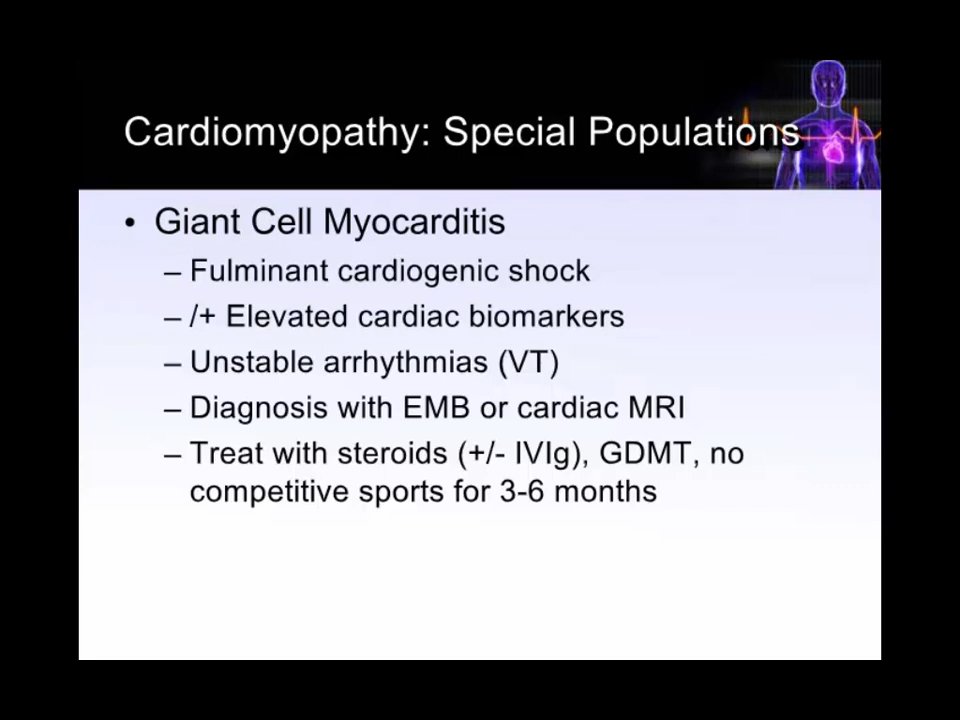 Cardiomyopathy: Special Populations
• Giant Cell Myocarditis
– Fulminant cardiogenic shock
– /+ Elevated cardiac biomarkers
– Unstable arrhythmias (VT)
– Diagnosis with EMB or cardiac MRI
– Treat with steroids (+/- IVIg), GDMT, no
competitive sports for 3-6 months